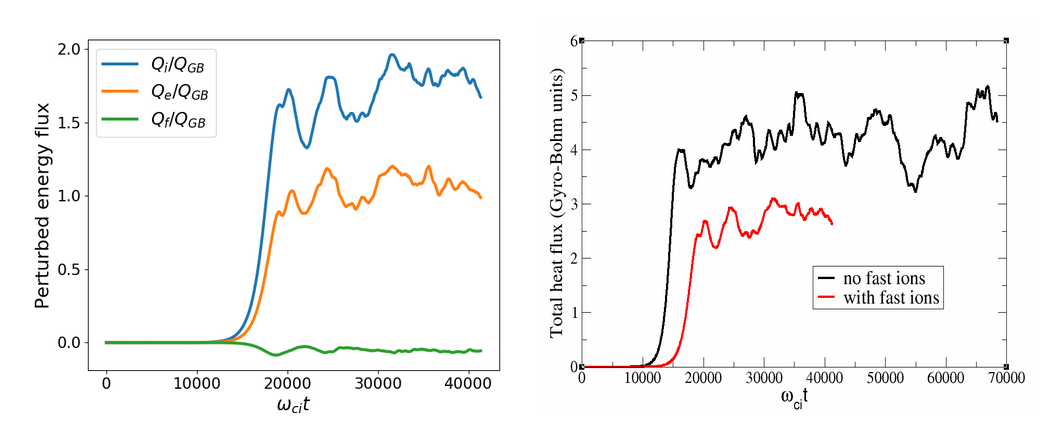 Perturbed energy flux
2.0
1.5
1.0
0.5
0.0
Q_i/Q_GB
Q_e/Q_GB
Q_f/Q_GB
0
10000
20000
30000
40000
ω_ci t
Total heat flux (Gyro-Bohm units)
6
5
4
3
2
1
0
no fast ions
with fast ions
0
10000
20000
30000
40000
50000
60000
70000
ω_ci t